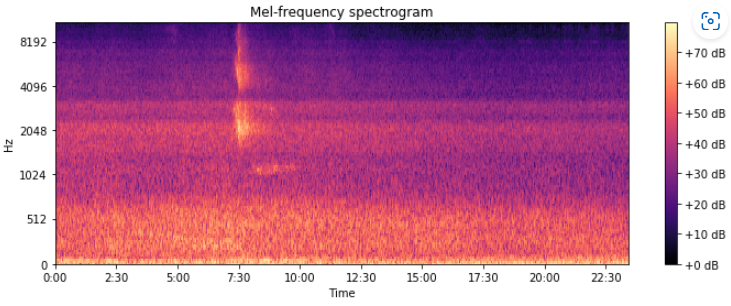 Mel-frequency spectrogram
8192
4096
2048
1024
512
0
Hz
0:00 2:30 5:00 7:30 10:00 12:30 15:00 17:30 20:00 22:30
Time
+70 dB
+60 dB
+50 dB
+40 dB
+30 dB
+20 dB
+10 dB
+0 dB